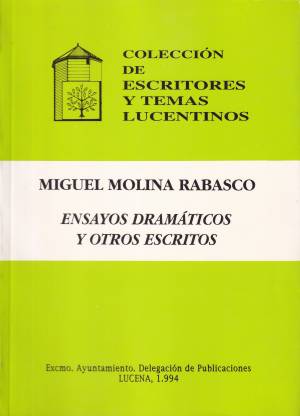 COLECCIÓN
DE
ESCRITORES
Y TEMAS
LUCENTINOS
MIGUEL MOLINA RABASCO
ENSAYOS DRAMÁTICOS
Y OTROS ESCRITOS
Excmo. Ayuntamiento. Delegación de Publicaciones
LUCENA, 1.994